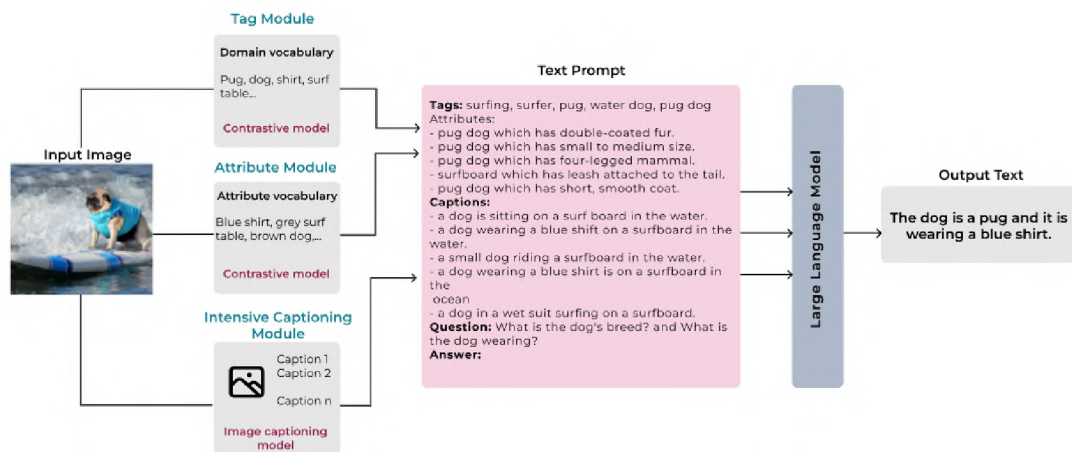 Tag Module
Domain vocabulary
Pug, dog, shirt, surf
table...
Contrastive model
Input Image
Attribute Module
Attribute vocabulary
Blue shirt, grey surf
table, brown dog,...
Contrastive model
Intensive Captioning
Module
Caption 1
Caption 2
Caption n
Image captioning
model
Text Prompt
Tags: surfing, surfer, pug, water dog, pug dog
Attributes:
- pug dog which has double-coated fur.
- pug dog which has small to medium size.
- pug dog which has four-legged mammal.
- surfboard which has leash attached to the tail.
- pug dog which has short, smooth coat.
Captions:
- a dog is sitting on a surf board in the water.
- a dog wearing a blue shift on a surfboard in the
water.
- a small dog riding a surfboard in the water.
- a dog wearing a blue shirt is on a surfboard in
the
ocean
- a dog in a wet suit surfing on a surfboard.
Question: What is the dog's breed? and What is
the dog wearing?
Answer:
Large Language Model
Output Text
The dog is a pug and it is
wearing a blue shirt.